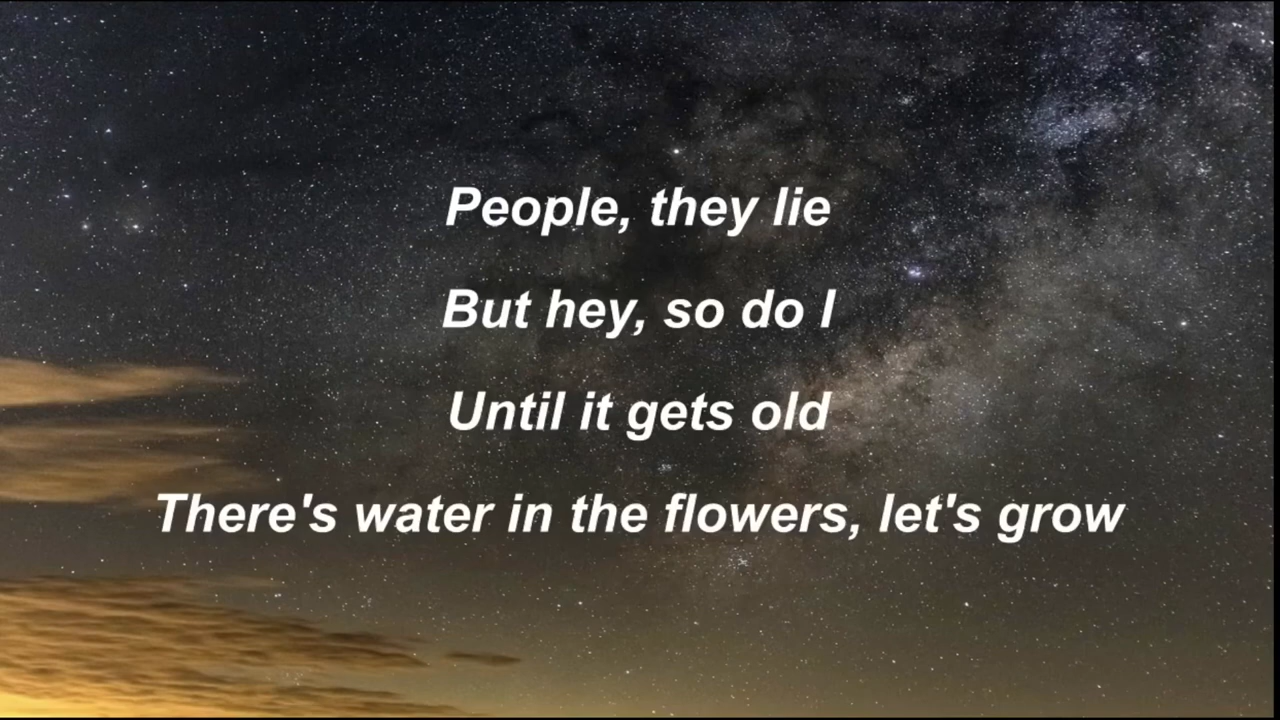 People, they lie
But hey, so do I
Until it gets old
There's water in the flowers, let's grow